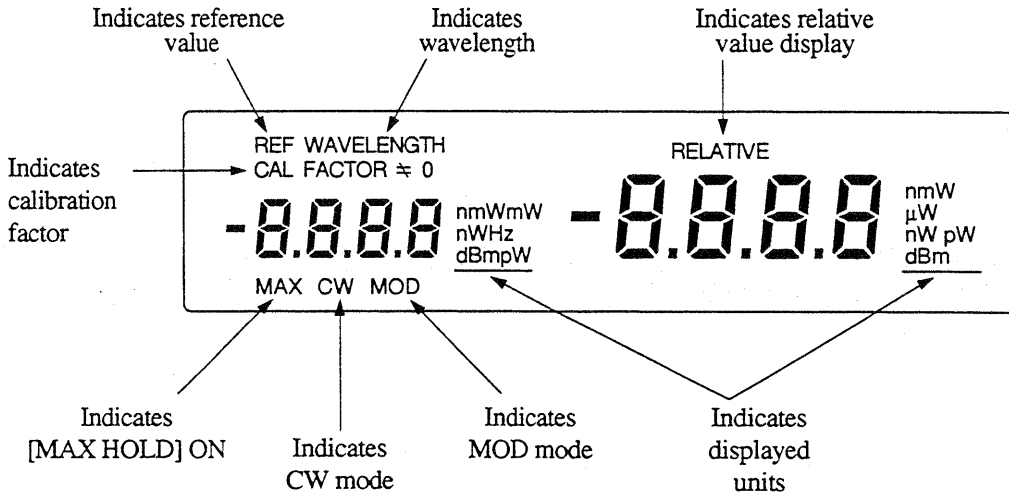 Indicates reference
value
Indicates
wavelength
Indicates relative
value display
Indicates
calibration
factor
REF WAVELENGTH
CAL FACTOR ≒ 0
-8.8.8.8
nmWmW
nWHz
dBmpW
MAX CW MOD
RELATIVE
-8.8.8.8
nmW
µW
nW pW
dBm
Indicates
[MAX HOLD] ON
Indicates
CW mode
Indicates
MOD mode
Indicates
displayed
units